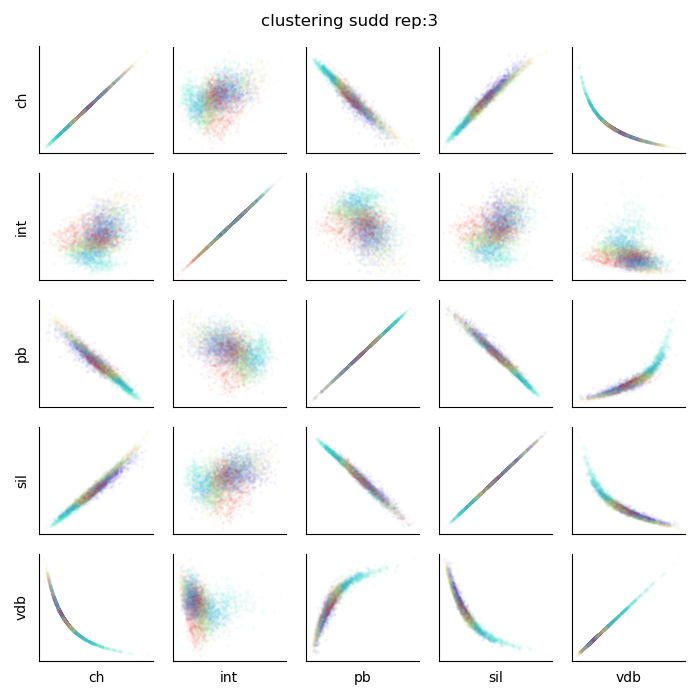 clustering sudd rep:3
ch
int
pb
sil
vdb
ch
int
pb
sil
vdb